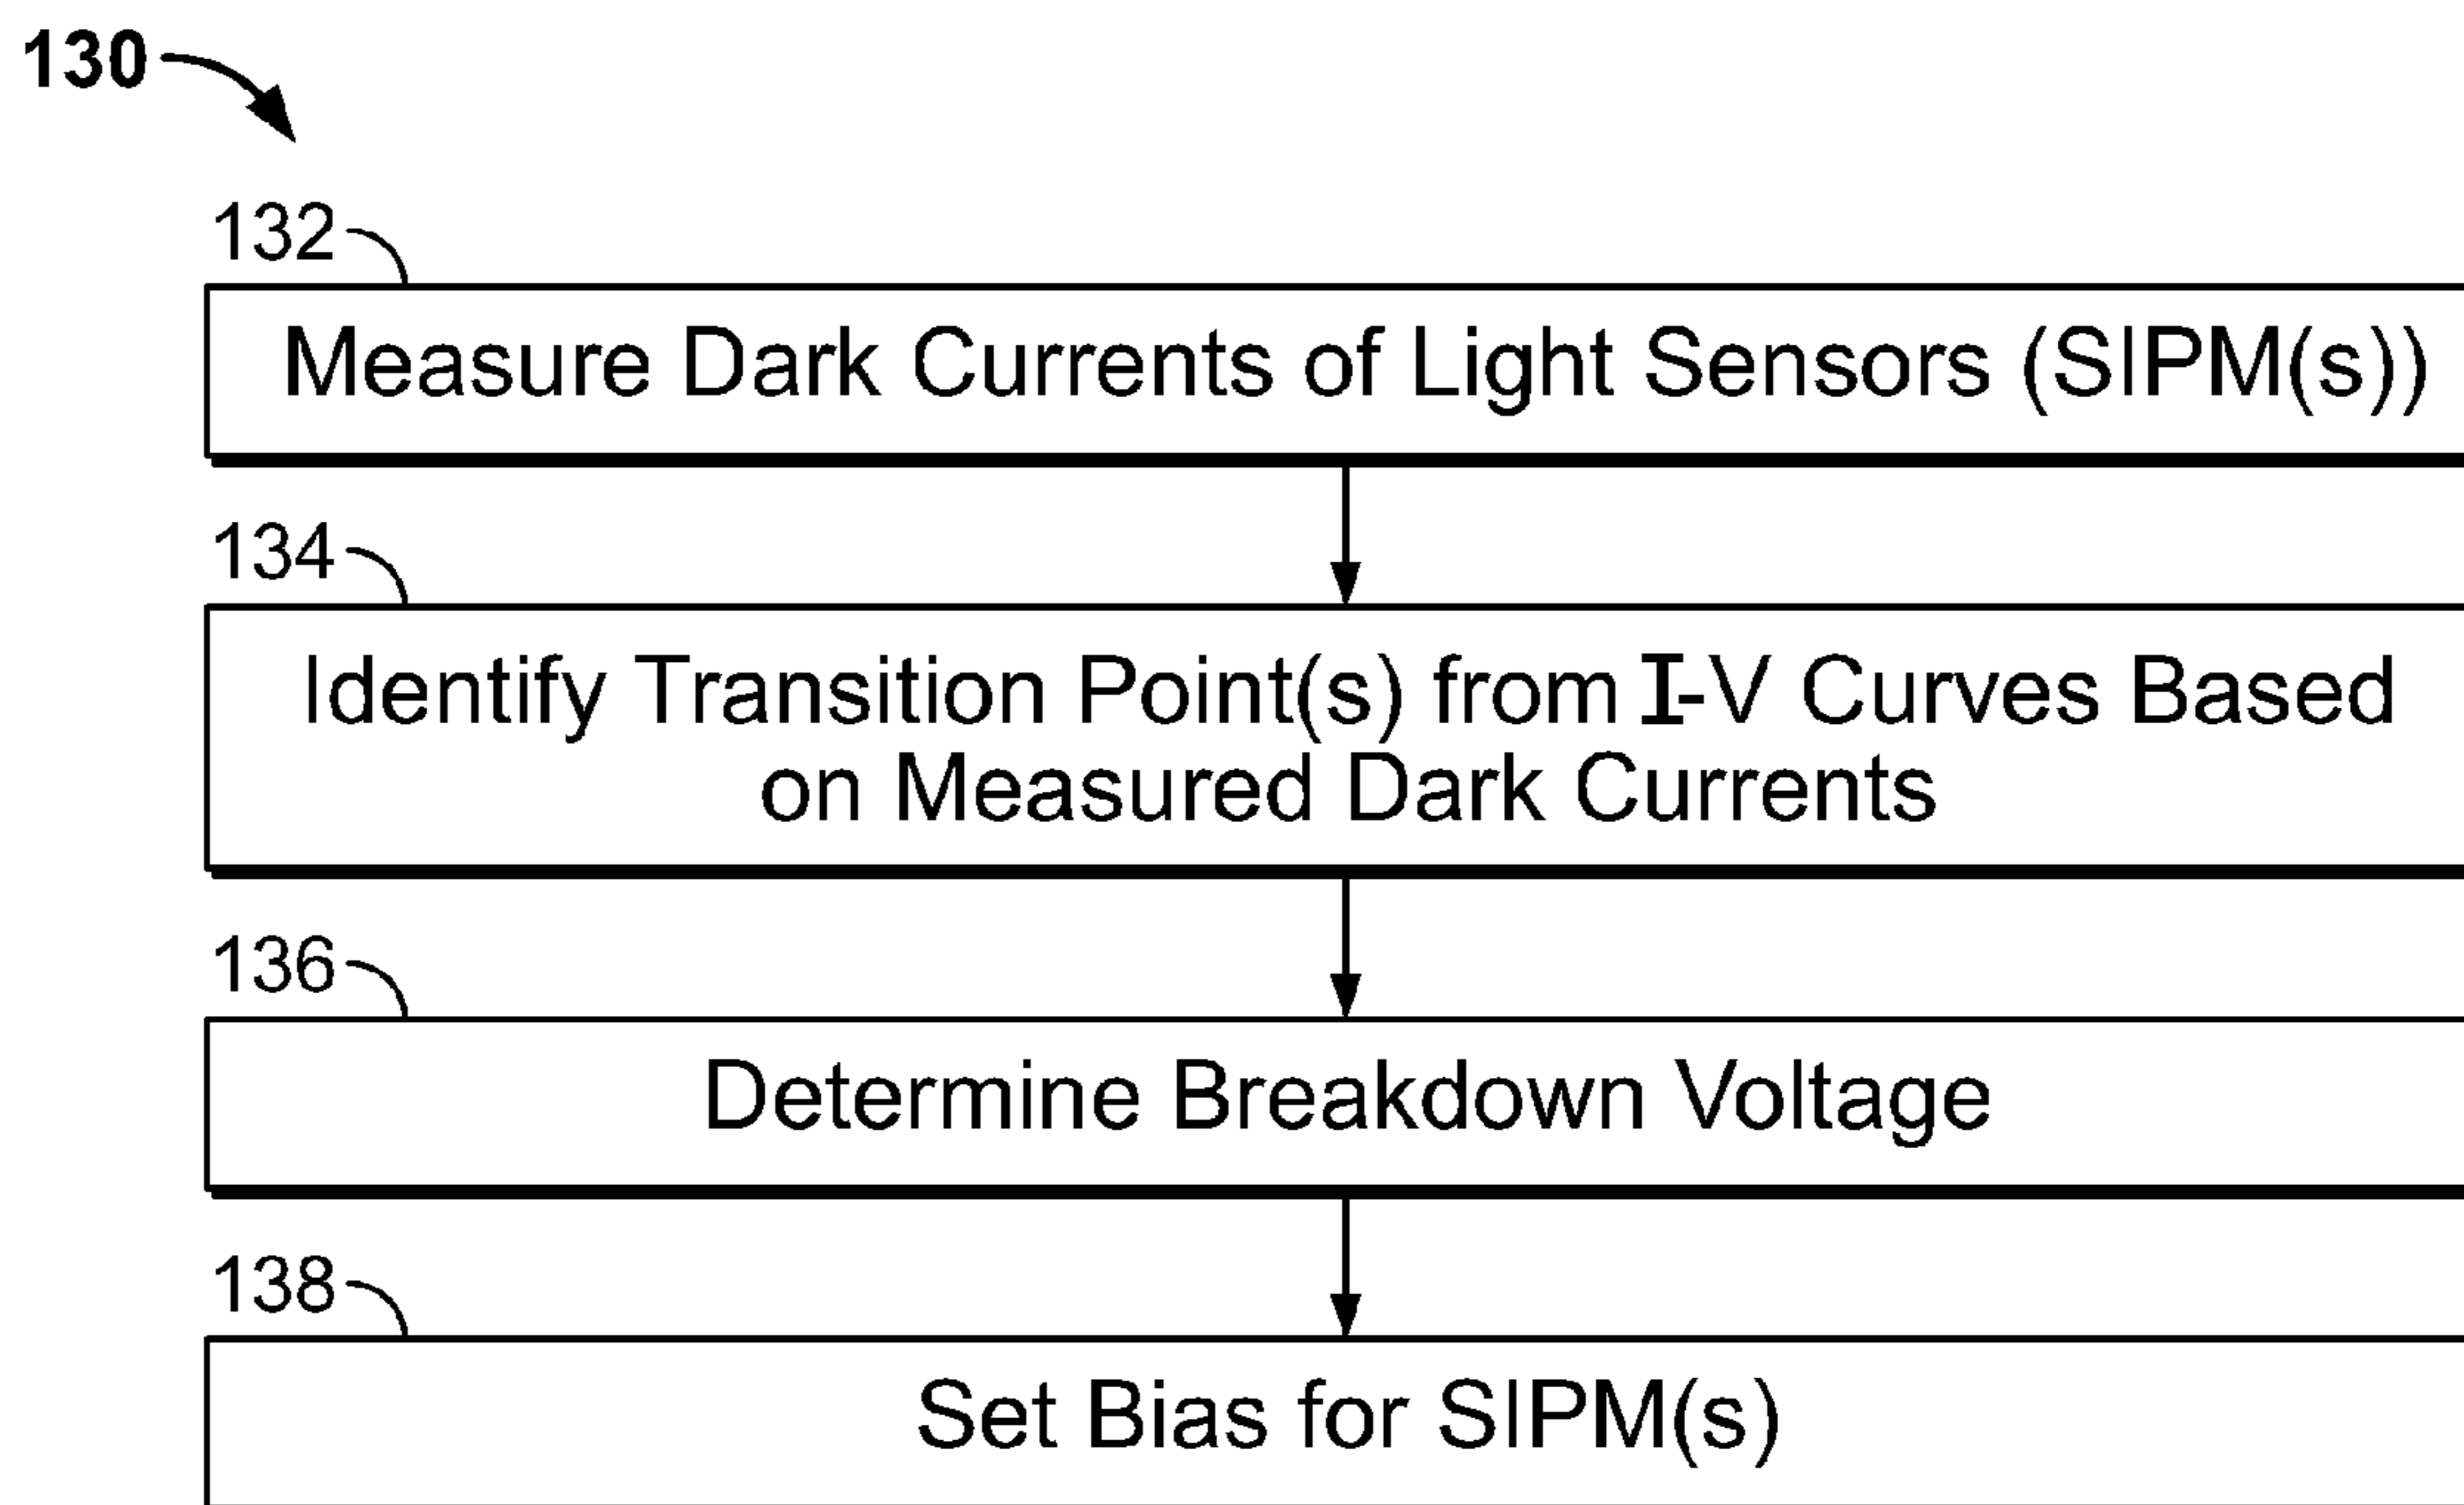 130
132
Measure Dark Currents of Light Sensors (SIPM(s))
134
Identify Transition Point(s) from I-V Curves Based
on Measured Dark Currents
136
Determine Breakdown Voltage
138
Set Bias for SIPM(s)